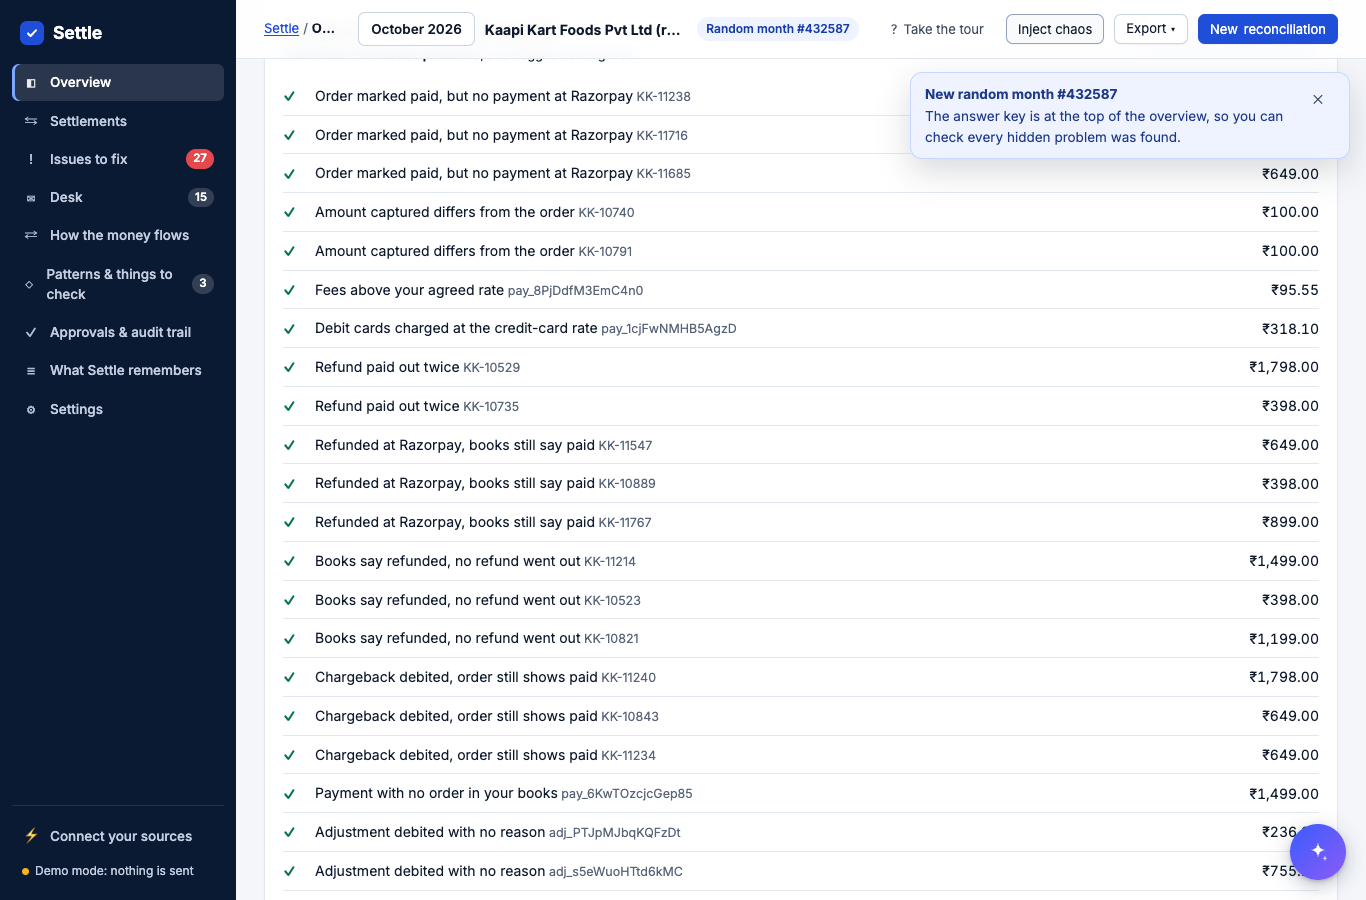 Settle
Overview
Settlements
Issues to fix 27
Desk 15
How the money flows
Patterns & things to check 3
Approvals & audit trail
What Settle remembers
Settings
Connect your sources
Demo mode: nothing is sent
Settle / O...
October 2026
Kaapi Kart Foods Pvt Ltd (r...
Random month #432587
? Take the tour
Inject chaos
Export
New reconciliation
New random month #432587
The answer key is at the top of the overview, so you can
check every hidden problem was found.
Order marked paid, but no payment at Razorpay KK-11238
Order marked paid, but no payment at Razorpay KK-11716
Order marked paid, but no payment at Razorpay KK-11685 ₹649.00
Amount captured differs from the order KK-10740 ₹100.00
Amount captured differs from the order KK-10791 ₹100.00
Fees above your agreed rate pay_8PjDdfM3EmC4n0 ₹95.55
Debit cards charged at the credit-card rate pay_1cjFwNMHB5AgzD ₹318.10
Refund paid out twice KK-10529 ₹1,798.00
Refund paid out twice KK-10735 ₹398.00
Refunded at Razorpay, books still say paid KK-11547 ₹649.00
Refunded at Razorpay, books still say paid KK-10889 ₹398.00
Refunded at Razorpay, books still say paid KK-11767 ₹899.00
Books say refunded, no refund went out KK-11214 ₹1,499.00
Books say refunded, no refund went out KK-10523 ₹398.00
Books say refunded, no refund went out KK-10821 ₹1,199.00
Chargeback debited, order still shows paid KK-11240 ₹1,798.00
Chargeback debited, order still shows paid KK-10843 ₹649.00
Chargeback debited, order still shows paid KK-11234 ₹649.00
Payment with no order in your books pay_6KwTOzcjcGep85 ₹1,499.00
Adjustment debited with no reason adj_PTJpMJbqKQFzDt ₹236.
Adjustment debited with no reason adj_s5eWuoHTtd6kMC ₹755.